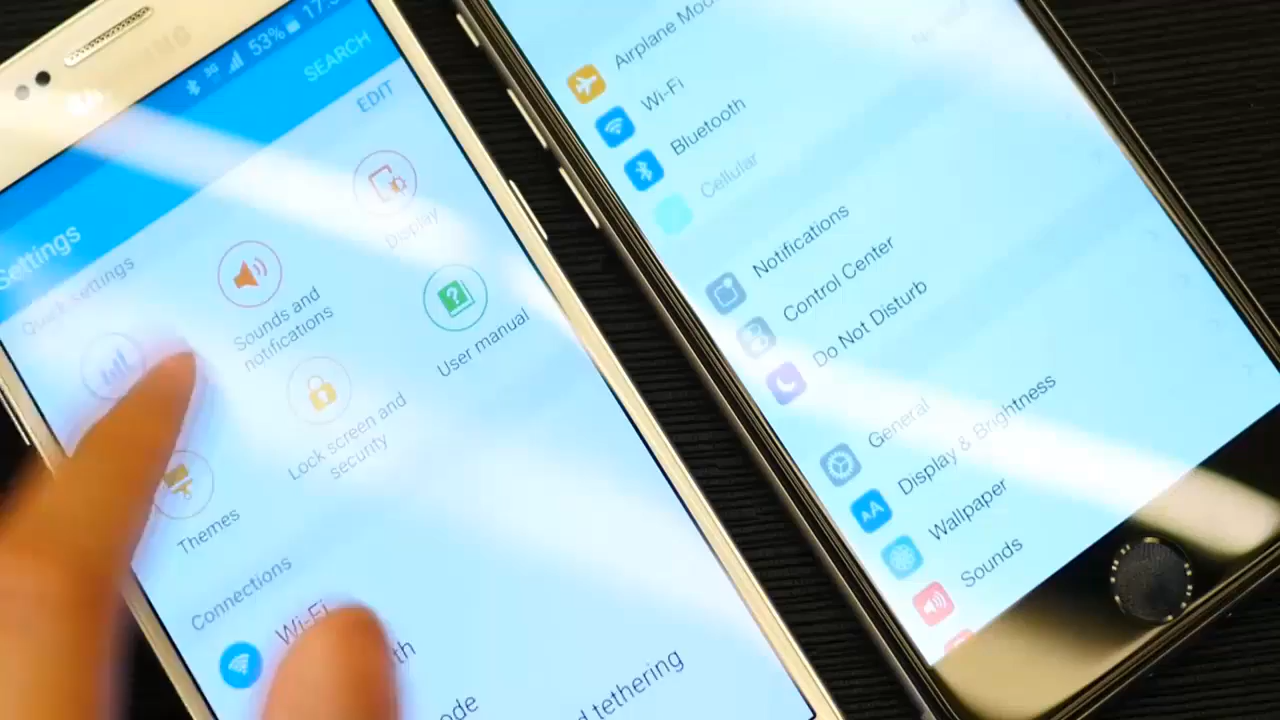 53%
SEARCH
Settings
EDIT
Quick settings
Display
Sounds and
notifications
User manual
Lock screen and
security
Themes
Connections
Wi-Fi
tethering
Airplane
Wi-Fi
Bluetooth
Cellular
Notifications
Control Center
Do Not Disturb
General
Display & Brightness
Wallpaper
Sounds